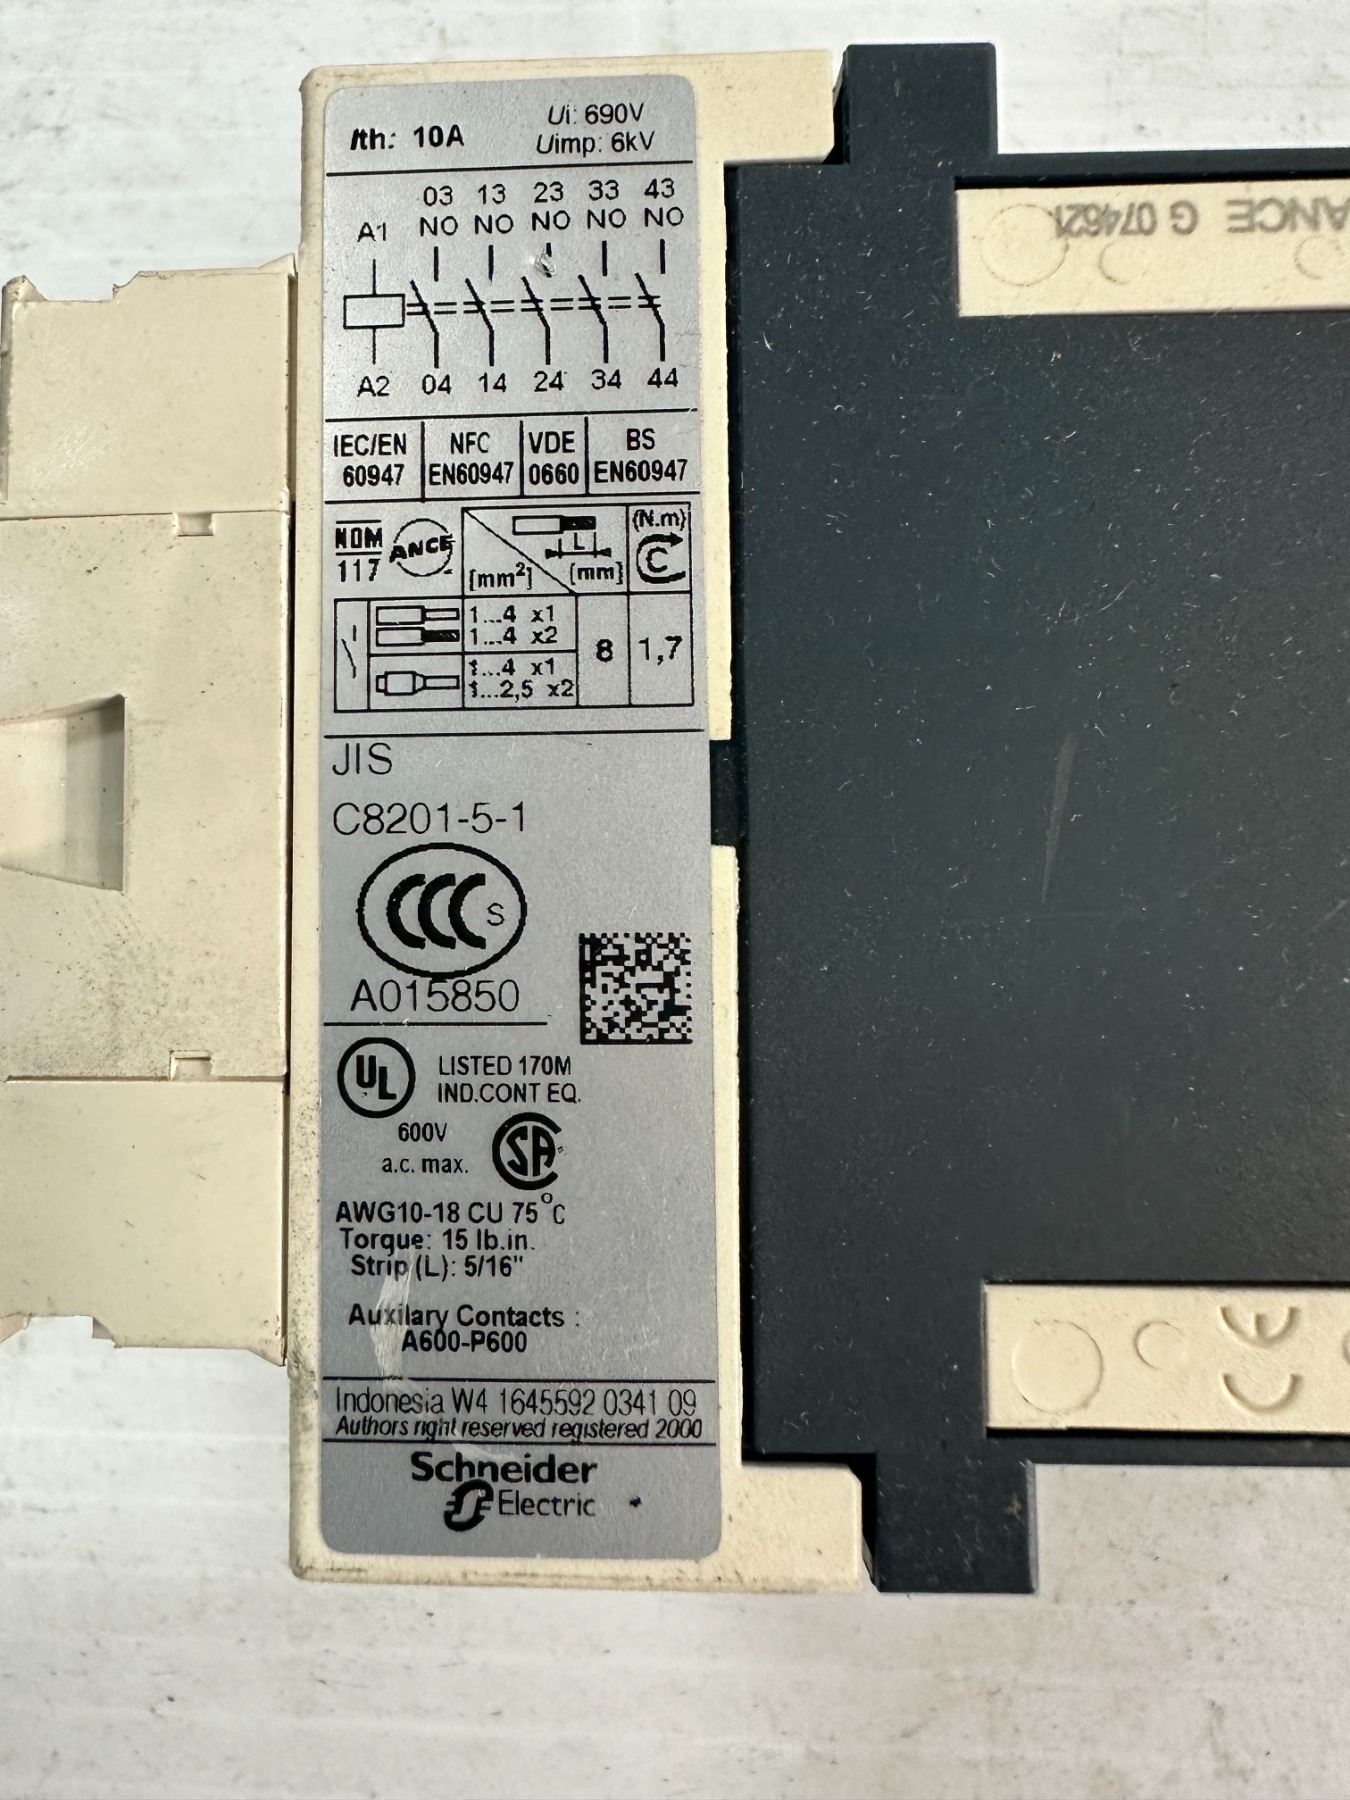 Ith: 10A
Ui: 690V
Uimp: 6kV
03 13 23 33 43
A1 NO NO NO NO NO
A2 04 14 24 34 44
IEC/EN 60947
NFC EN60947
VDE 0660
BS EN60947
NOM 117
ANCE
[mm²]
L
(mm)
(N.m)
1...4 x1
1...4 x2
1...4 x1
1...2,5 x2
8
1,7
JIS
C8201-5-1
CCC S
A015850
UL
LISTED 170M
IND.CONT EQ.
600V
a.c. max.
SA
AWG10-18 CU 75°C
Torque: 15 lb.in.
Strip (L): 5/16"
Auxilary Contacts :
A600-P600
Indonesia W4 1645592 0341 09
Authors right reserved registered 2000
Schneider
Electric
ANCE G 074621
CE